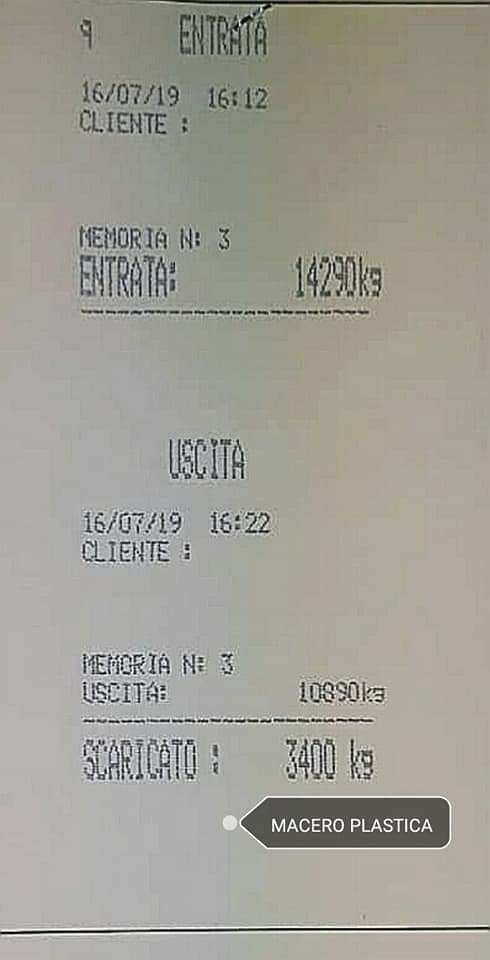 9 ENTRATA
16/07/19 16:12
CLIENTE :
MEMORIA N: 3
ENTRATA: 14290kg
USCITA
16/07/19 16:22
CLIENTE :
MEMORIA N: 3
USCITA: 10890kg
SCARICATO : 3400 kg
MACERO PLASTICA